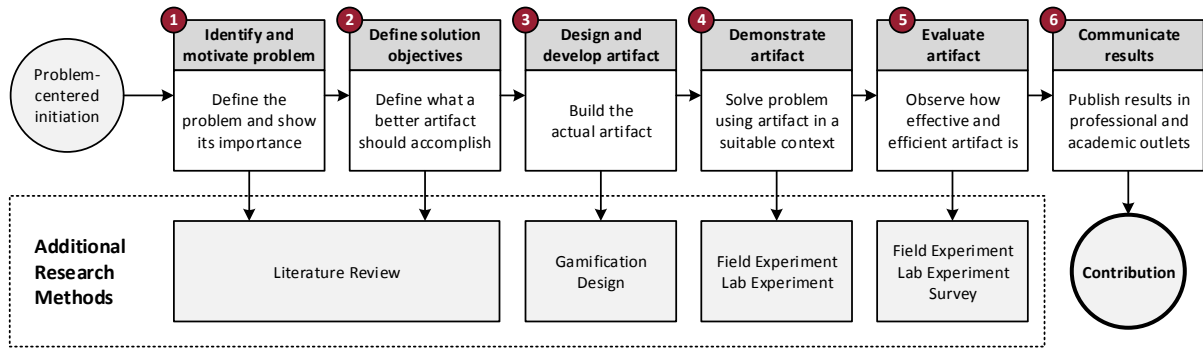 Problem-
centered
initiation
1
Identify and
motivate problem
Define the
problem and show
its importance
2
Define solution
objectives
Define what a
better artifact
should accomplish
3
Design and
develop artifact
Build the
actual artifact
4
Demonstrate
artifact
Solve problem
using artifact in a
suitable context
5
Evaluate
artifact
Observe how
effective and
efficient artifact is
6
Communicate
results
Publish results in
professional and
academic outlets
Additional
Research
Methods
Literature Review
Gamification
Design
Field Experiment
Lab Experiment
Field Experiment
Lab Experiment
Survey
Contribution